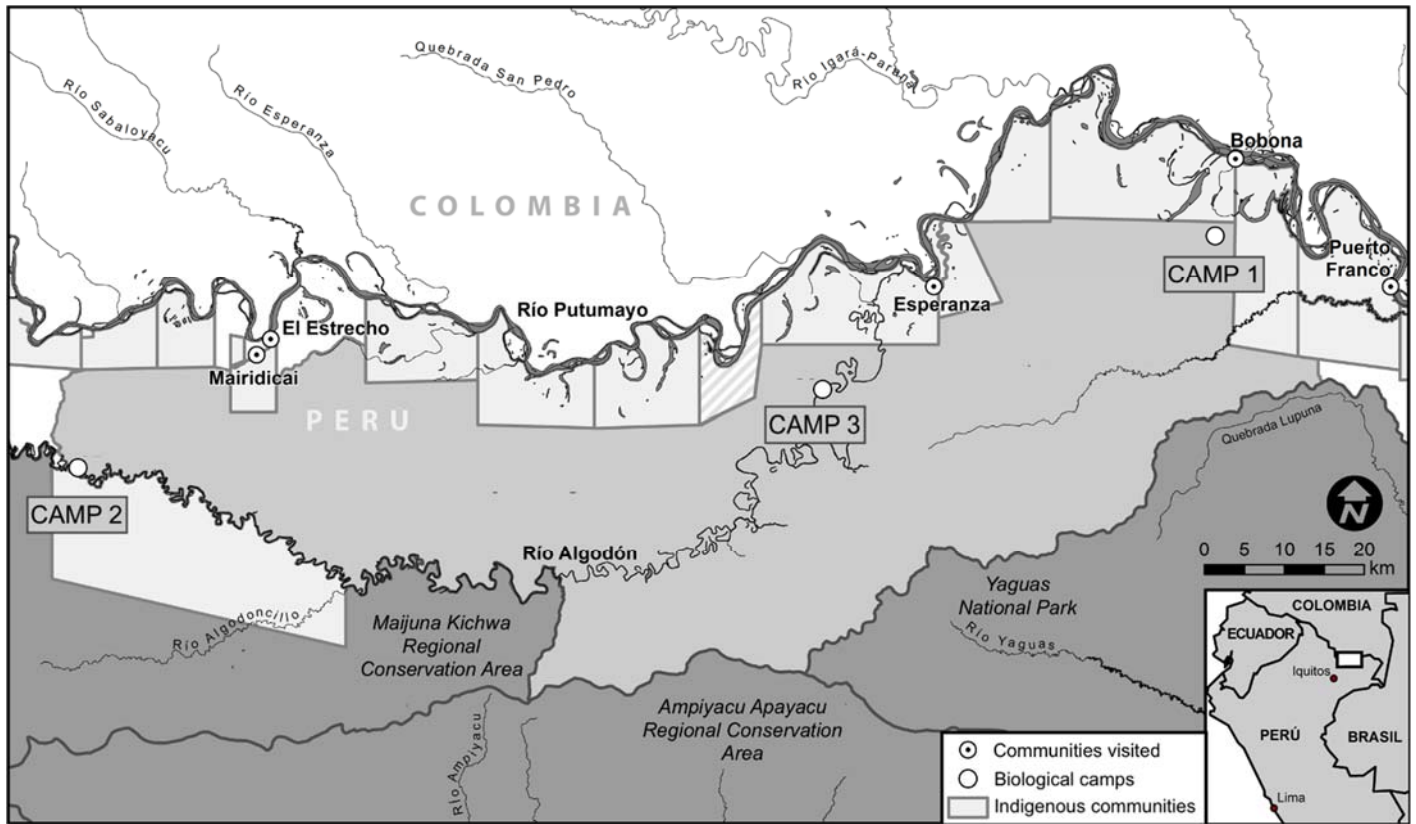 Quebrada San Pedro
Río Igará-Paraná
Río Sabaloyacu
Río Esperanza
COLOMBIA
Bobona
Puerto
Franco
CAMP 1
Río Putumayo
Esperanza
El Estrecho
Mairidicai
PERU
CAMP 3
Quebrada Lupuna
CAMP 2
N
Río Algodón
0 5 10 15 20
km
Yaguas
National Park
Río Algodoncillo
Maijuna Kichwa
Regional
Conservation Area
Río Yaguas
COLOMBIA
ECUADOR
Iquitos
PERÚ
BRASIL
Lima
Ampiyacu Apayacu
Regional Conservation
Area
Río Ampiyacu
Communities visited
Biological camps
Indigenous communities